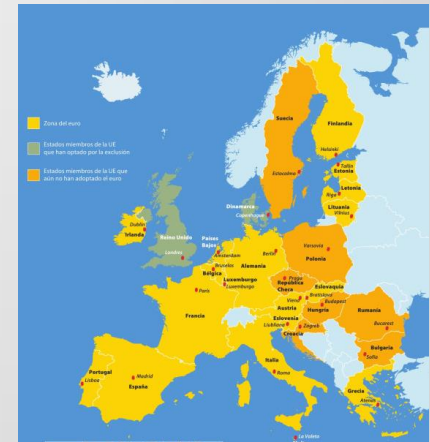 Zona del euro
Estados miembros de la UE
que han optado por la exclusión
Estados miembros de la UE que
aún no han adoptado el euro
Suecia
Finlandia
Helsinki
Estocolmo
Tallin
Estonia
Letonia
Riga
Lituania
Vilnius
Dinamarca
Copenhague
Dublín
Irlanda
Reino Unido
Londres
Países
Bajos
Amsterdam
Berlín
Varsovia
Polonia
Bruselas
Bélgica
Alemania
Luxemburgo
Luxemburgo
Praga
República
Checa
Eslovaquia
París
Viena
Bratislava
Budapest
Austria
Hungría
Rumanía
Francia
Eslovenia
Liubliana
Zagreb
Croacia
Bucarest
Bulgaria
Sofía
Italia
Roma
Portugal
Madrid
Lisboa
España
Grecia
Atenas
La Valeta